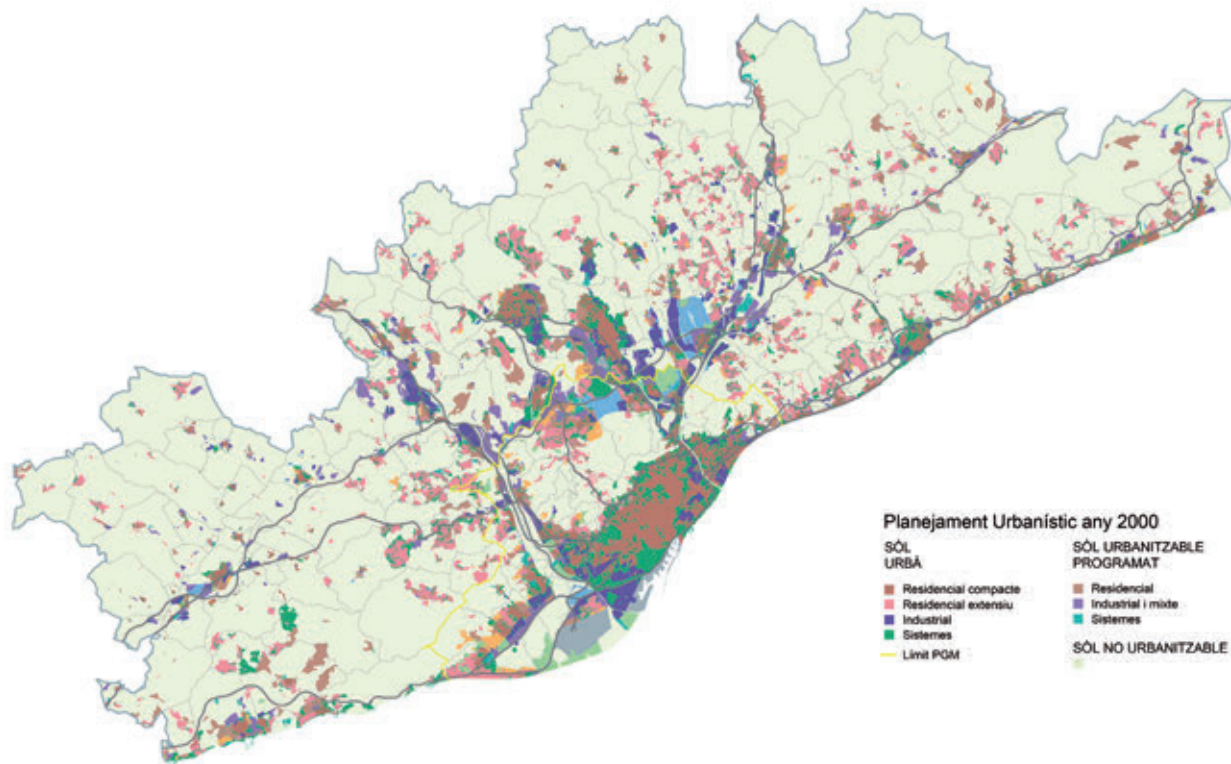 Planejament Urbanístic any 2000
SÒL
URBÀ
Residencial compacte
Residencial extensiu
Industrial
Sistemes
Límit PGM
SÒL URBANITZABLE
PROGRAMAT
Residencial
Industrial i mixte
Sistemes
SÒL NO URBANITZABLE